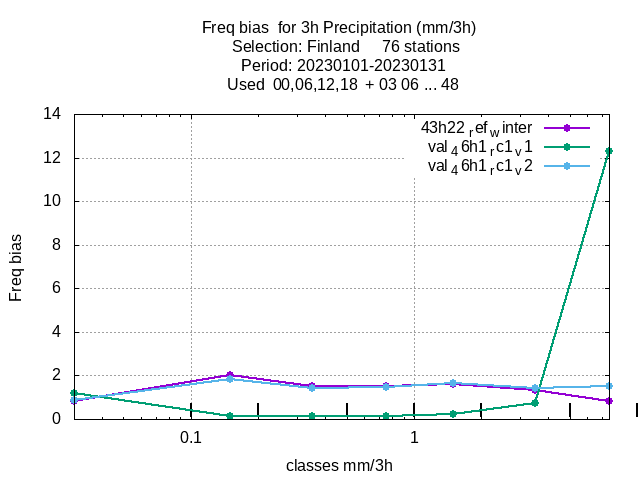 Freq bias  for 3h Precipitation (mm/3h)
Selection: Finland     76 stations
Period: 20230101-20230131
Used  00,06,12,18  + 03 06 ... 48
43h22_ref_winter
val_46h1_rc1_v1
val_46h1_rc1_v2
14
12
10
8
6
4
2
0
Freq bias
0.1
1
classes mm/3h